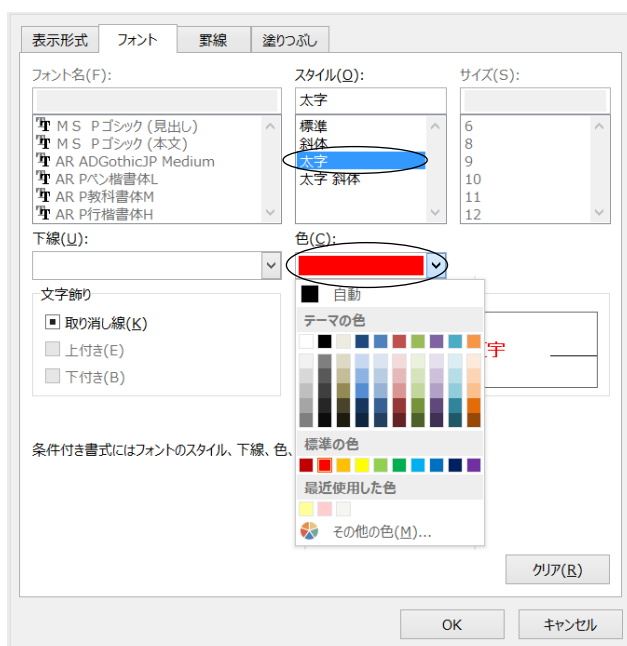 表示形式 フォント 罫線 塗りつぶし
フォント名(F): スタイル(O): サイズ(S):
太字
ＭＳ Ｐゴシック (見出し) 標準 6
ＭＳ Ｐゴシック (本文) 斜体 8
AR ADGothicJP Medium 太字 9
AR Pペン楷書体L 太字 斜体 10
AR P教科書体M 11
AR P行楷書体H 12
下線(U): 色(C):
自動
文字飾り
取り消し線(K)
テーマの色
上付き(E)
下付き(B)
条件付き書式にはフォントのスタイル、下線、色、
標準の色
最近使用した色
その他の色(M)...
クリア(R)
OK キャンセル